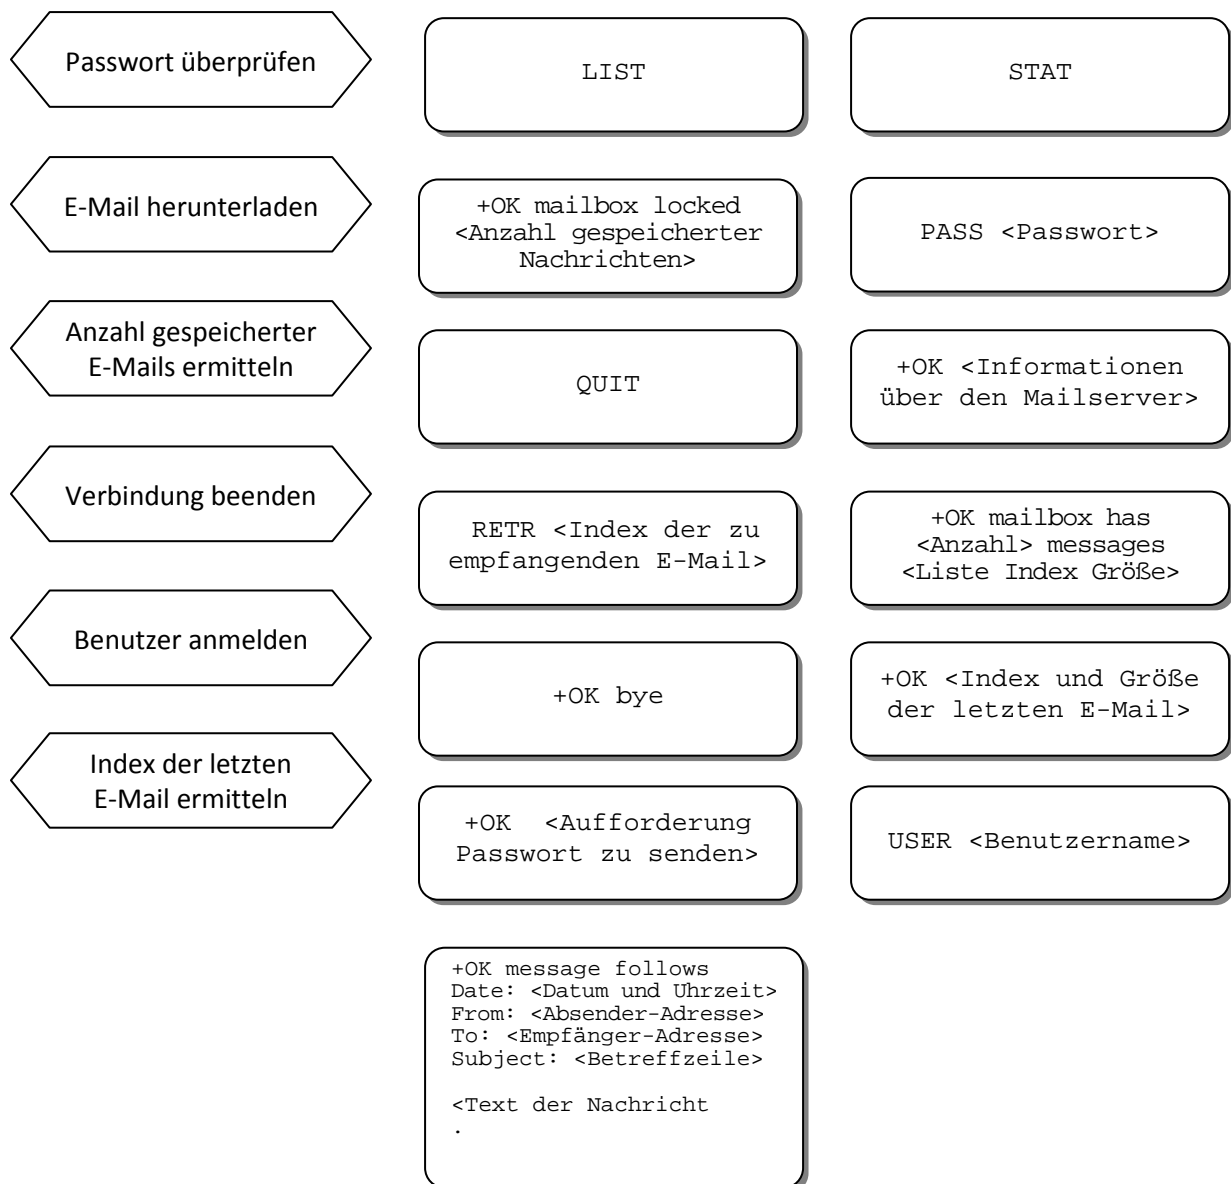 Passwort überprüfen
LIST
STAT
E-Mail herunterladen
+OK mailbox locked
<Anzahl gespeicherter
Nachrichten>
PASS <Passwort>
Anzahl gespeicherter
E-Mails ermitteln
QUIT
+OK <Informationen
über den Mailserver>
Verbindung beenden
RETR <Index der zu
empfangenden E-Mail>
+OK mailbox has
<Anzahl> messages
<Liste Index Größe>
Benutzer anmelden
+OK bye
+OK <Index und Größe
der letzten E-Mail>
Index der letzten
E-Mail ermitteln
+OK <Aufforderung
Passwort zu senden>
USER <Benutzername>
+OK message follows
Date: <Datum und Uhrzeit>
From: <Absender-Adresse>
To: <Empfänger-Adresse>
Subject: <Betreffzeile>
<Text der Nachricht
.